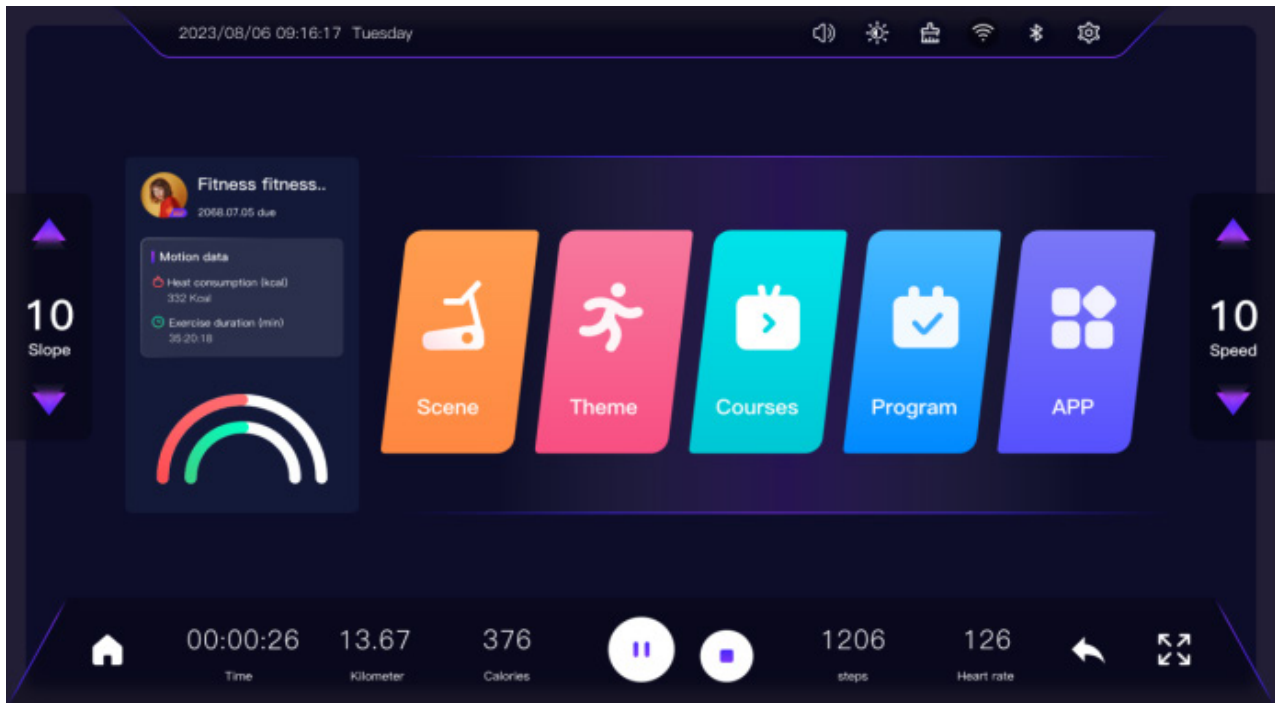 2023/08/06 09:16:17 Tuesday
Fitness fitness..
2068.07.05 due
Motion data
Heat consumption (kcal)
332 Kcal
Exercise duration (min)
35:20:18
10
Slope
Scene
Theme
Courses
Program
APP
10
Speed
00:00:26
Time
13.67
Kilometer
376
Calories
1206
steps
126
Heart rate